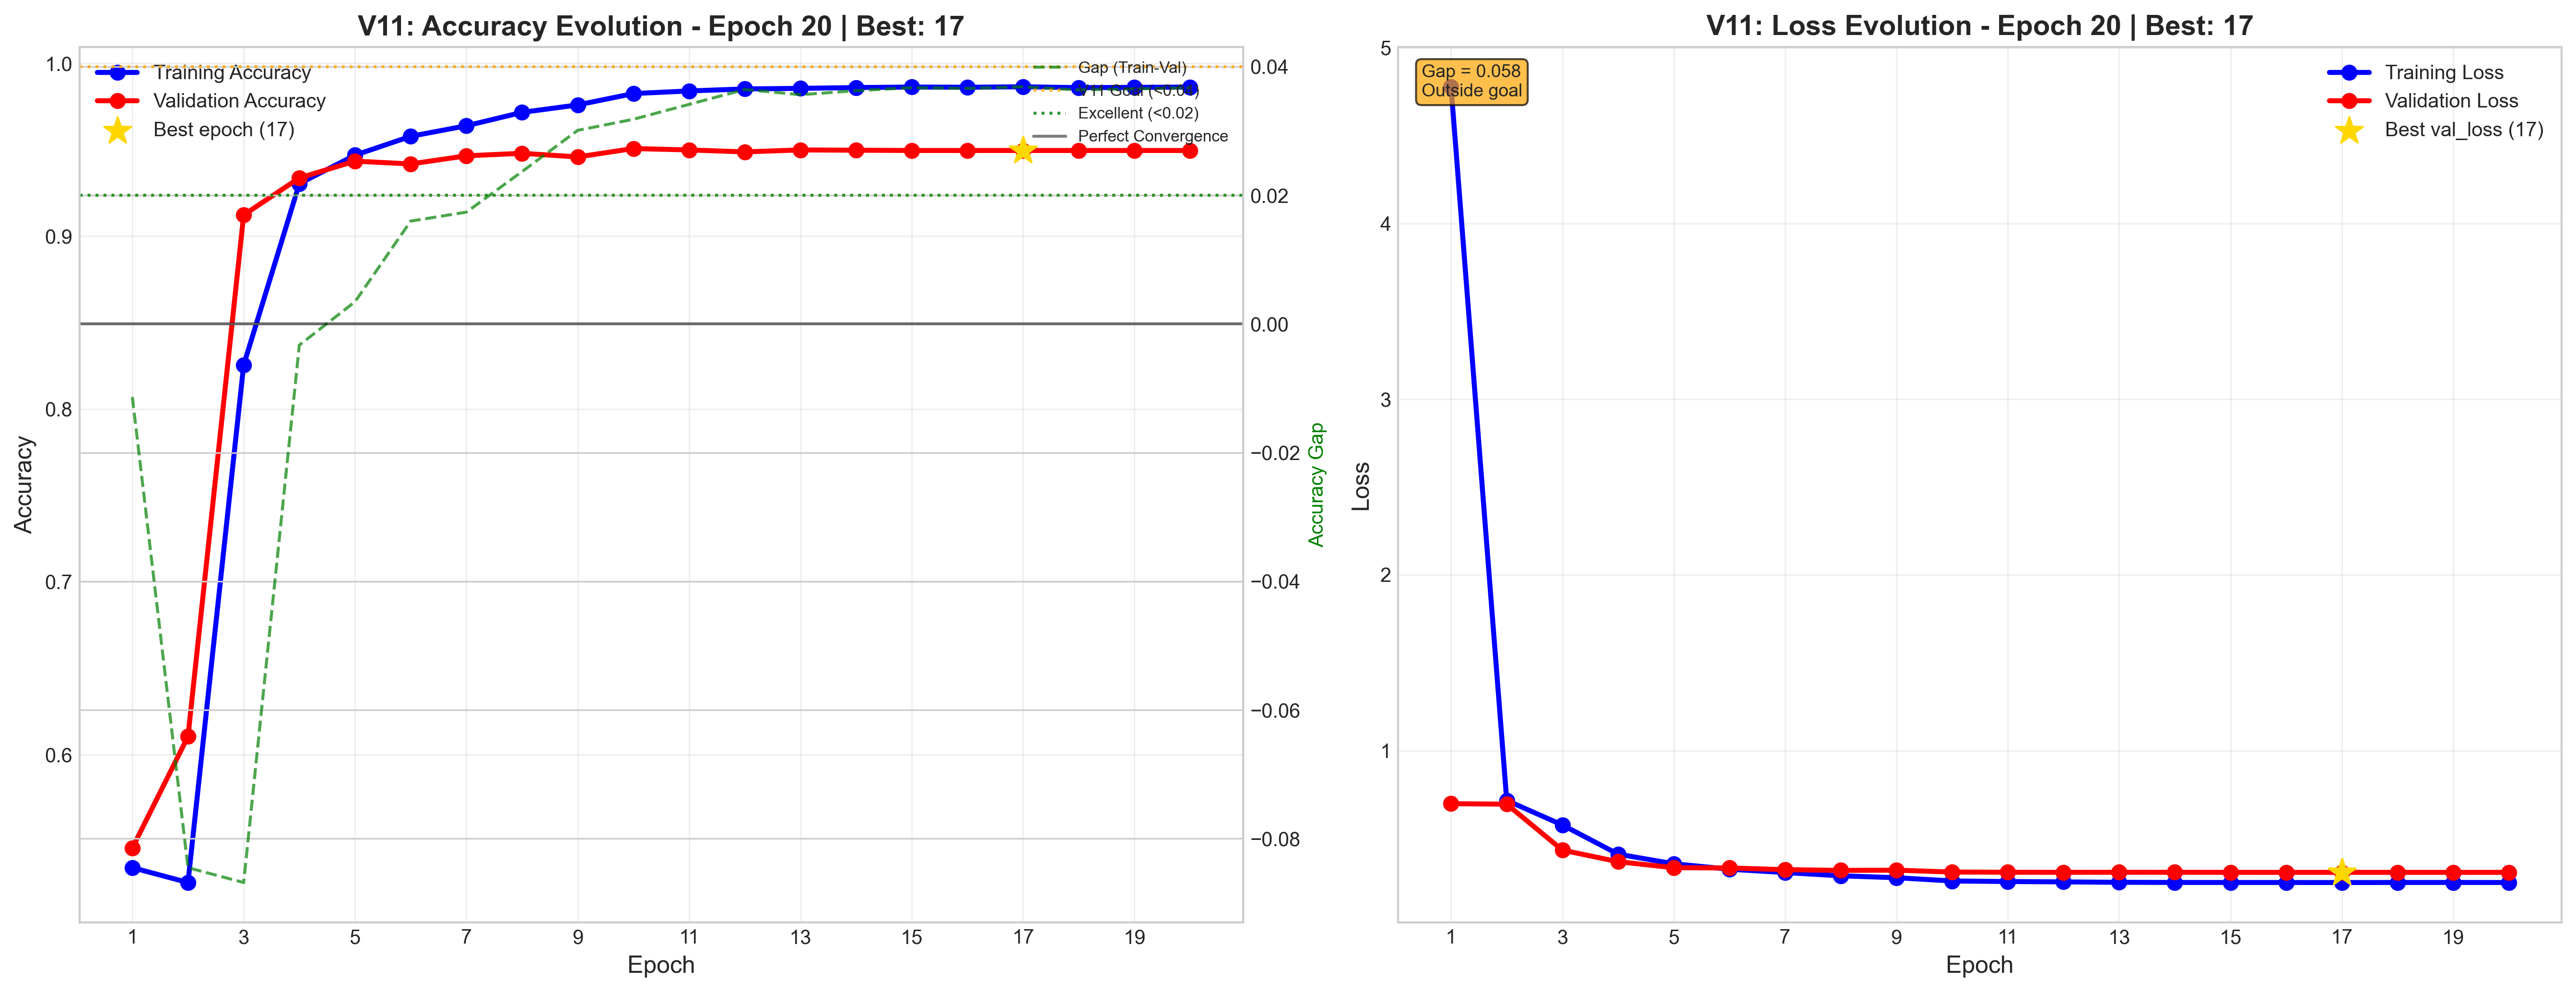 V11: Accuracy Evolution - Epoch 20 | Best: 17
Training Accuracy
Validation Accuracy
Best epoch (17)
Gap (Train-Val)
V11 Goal (<0.04)
Excellent (<0.02)
Perfect Convergence
1.0
0.9
0.8
0.7
0.6
Accuracy
0.04
0.02
0.00
−0.02
−0.04
−0.06
−0.08
Accuracy Gap
1 3 5 7 9 11 13 15 17 19
Epoch
V11: Loss Evolution - Epoch 20 | Best: 17
Gap = 0.058
Outside goal
Training Loss
Validation Loss
Best val_loss (17)
5
4
3
2
1
Loss
1 3 5 7 9 11 13 15 17 19
Epoch